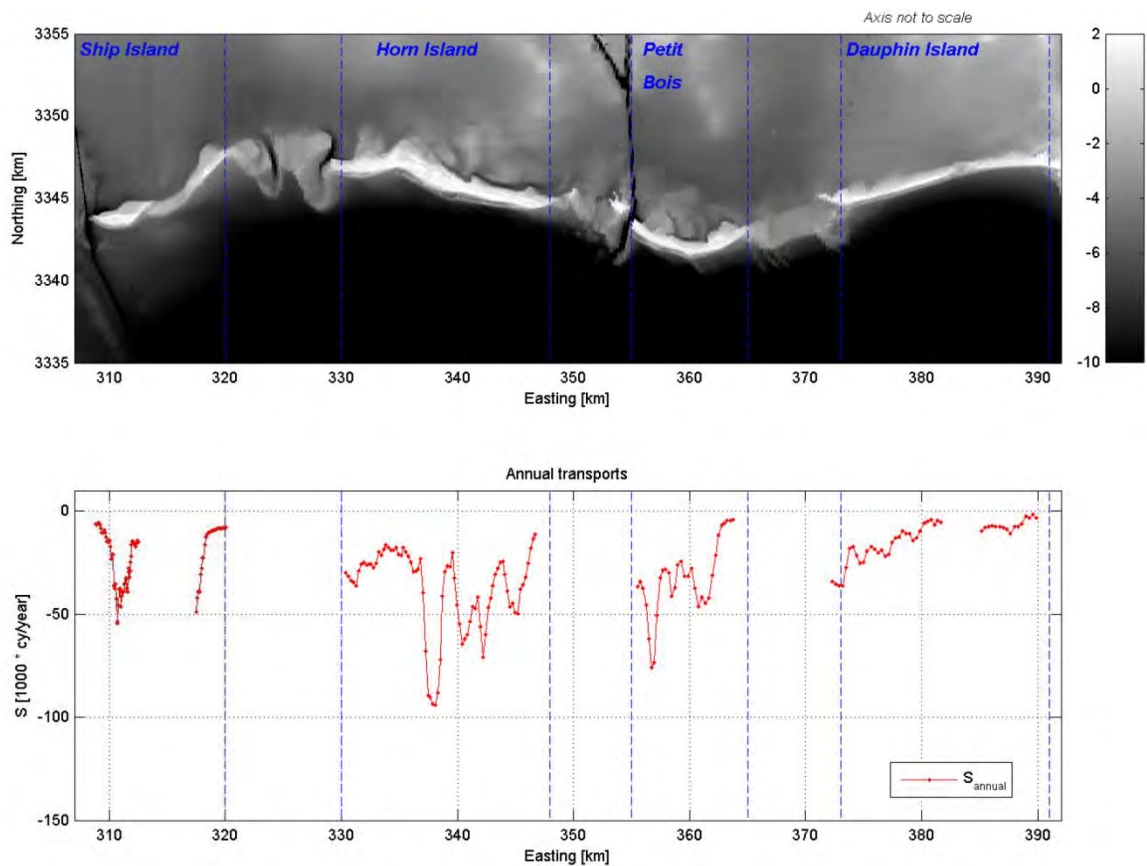 Axis not to scale
3355
3350
3345
3340
3335
Northing [km]
Ship Island
Horn Island
Petit
Bois
Dauphin Island
310
320
330
340
350
360
370
380
390
Easting [km]
2
0
-2
-4
-6
-8
-10
Annual transports
0
-50
-100
-150
S [1000 * cy/year]
S annual
310
320
330
340
350
360
370
380
390
Easting [km]